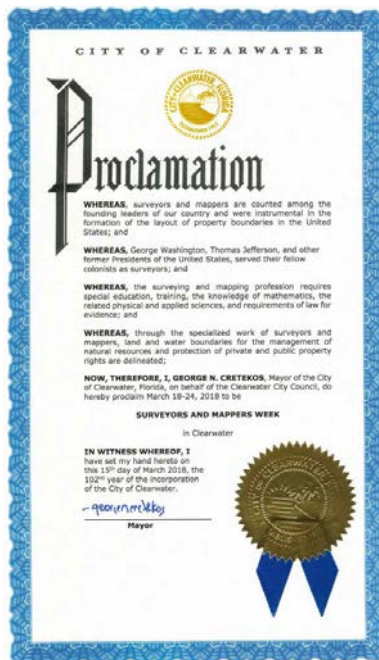 CITY OF CLEARWATER
CITY OF CLEARWATER, FLORIDA
Proclamation
WHEREAS, surveyors and mappers are counted among the
founding leaders of our country and were instrumental in the
formation of the layout of property boundaries in the United
States; and
WHEREAS, George Washington, Thomas Jefferson, and other
former Presidents of the United States, served their fellow
colonists as surveyors; and
WHEREAS, the surveying and mapping profession requires
special education, training, the knowledge of mathematics, the
related physical and applied sciences, and requirements of law for
evidence; and
WHEREAS, through the specialized work of surveyors and
mappers, land and water boundaries for the management of
natural resources and protection of private and public property
rights are delineated;
NOW, THEREFORE, I, GEORGE N. CRETEKOS, Mayor of the City
of Clearwater, Florida, on behalf of the Clearwater City Council, do
hereby proclaim March 18-24, 2018 to be
SURVEYORS AND MAPPERS WEEK
in Clearwater
IN WITNESS WHEREOF, I
have set my hand hereto on
this 15th day of March 2018, the
102nd year of the incorporation
of the City of Clearwater.
Mayor
CITY OF CLEARWATER